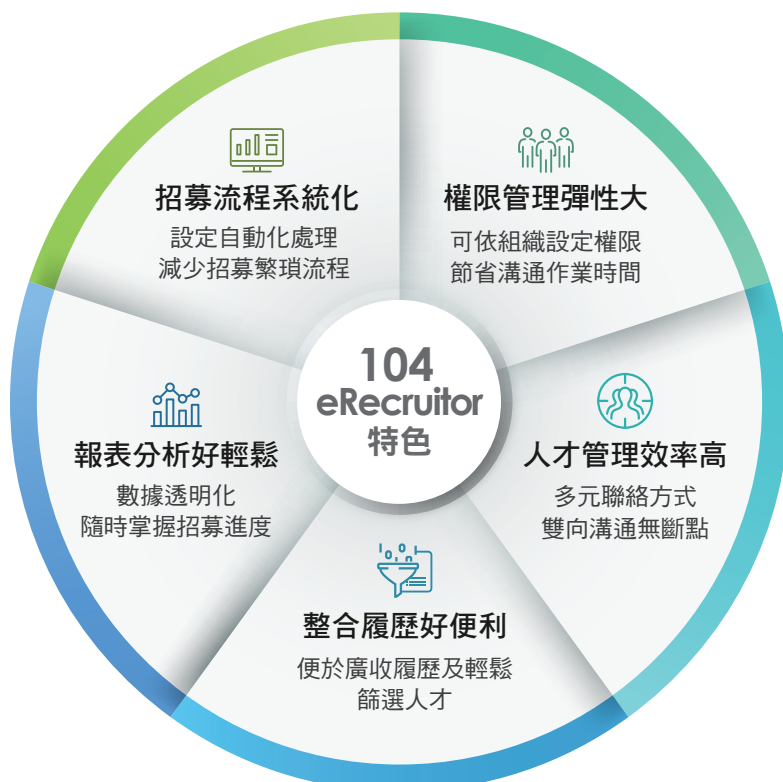 招募流程系統化
設定自動化處理
減少招募繁瑣流程
權限管理彈性大
可依組織設定權限
節省溝通作業時間
104
eRecruitor
特色
報表分析好輕鬆
數據透明化
隨時掌握招募進度
人才管理效率高
多元聯絡方式
雙向溝通無斷點
整合履歷好便利
便於廣收履歷及輕鬆
篩選人才